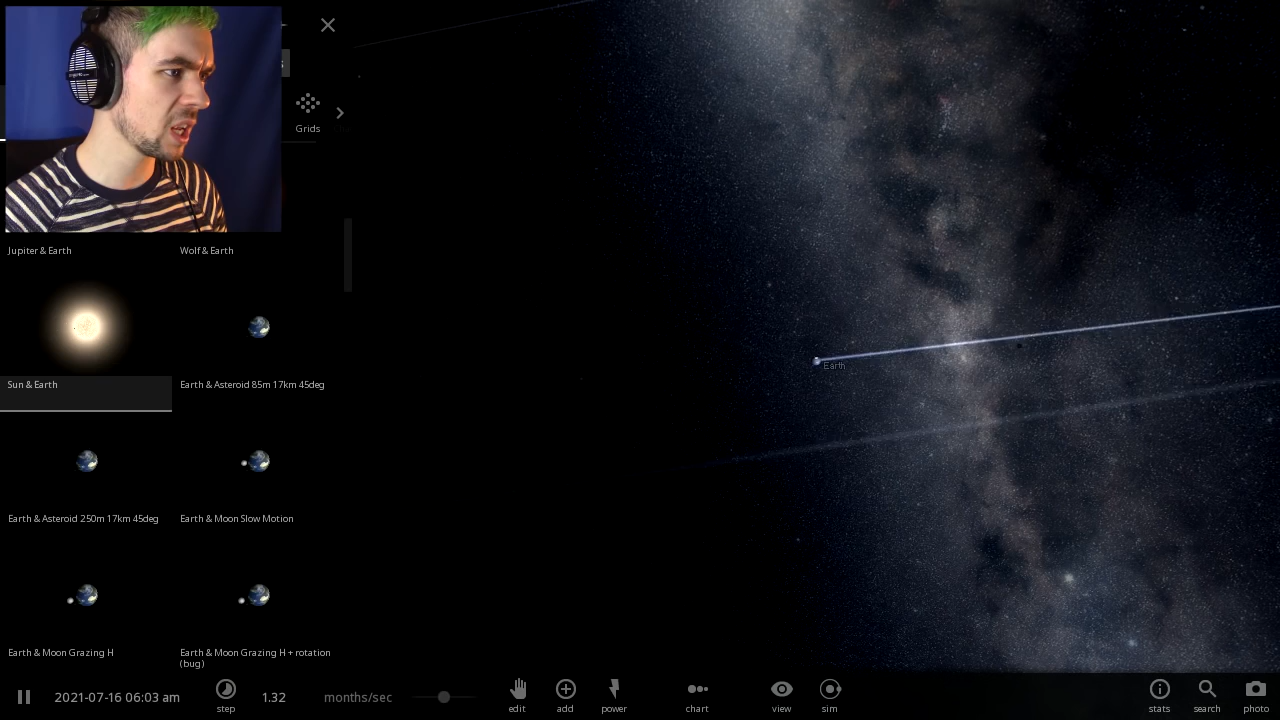 Grids
Jupiter & Earth
Wolf & Earth
Sun & Earth
Earth & Asteroid 85m 17km 45deg
Earth
Earth & Asteroid 250m 17km 45deg
Earth & Moon Slow Motion
Earth & Moon Grazing H
Earth & Moon Grazing H + rotation
(bug)
2021-07-16 06:03 am
step
1.32
months/sec
edit
add
power
chart
view
sim
stats
search
photo